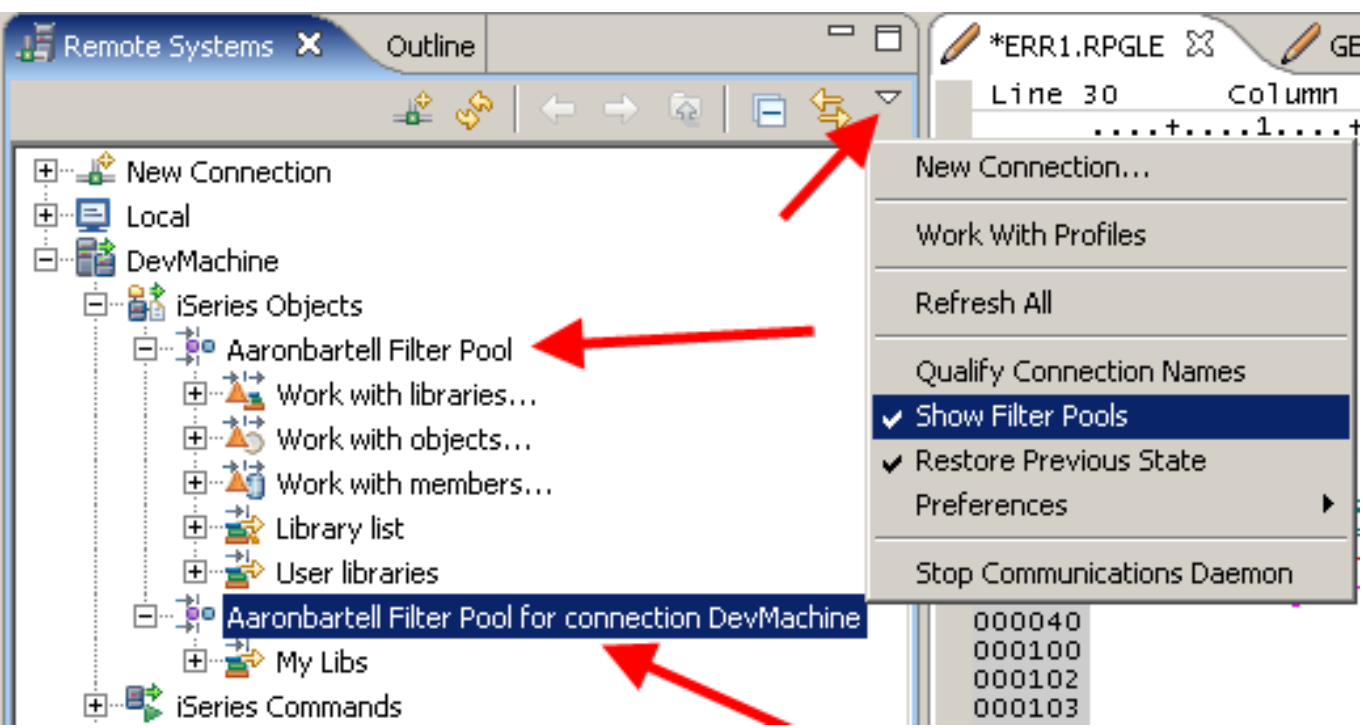 Remote Systems
Outline
New Connection
Local
DevMachine
iSeries Objects
Aaronbartell Filter Pool
Work with libraries...
Work with objects...
Work with members...
Library list
User libraries
Aaronbartell Filter Pool for connection DevMachine
My Libs
iSeries Commands
*ERR1.RPGLE
GE
Line 30 Column
....+....1....+
New Connection...
Work With Profiles
Refresh All
Qualify Connection Names
Show Filter Pools
Restore Previous State
Preferences
Stop Communications Daemon
000040
000100
000102
000103